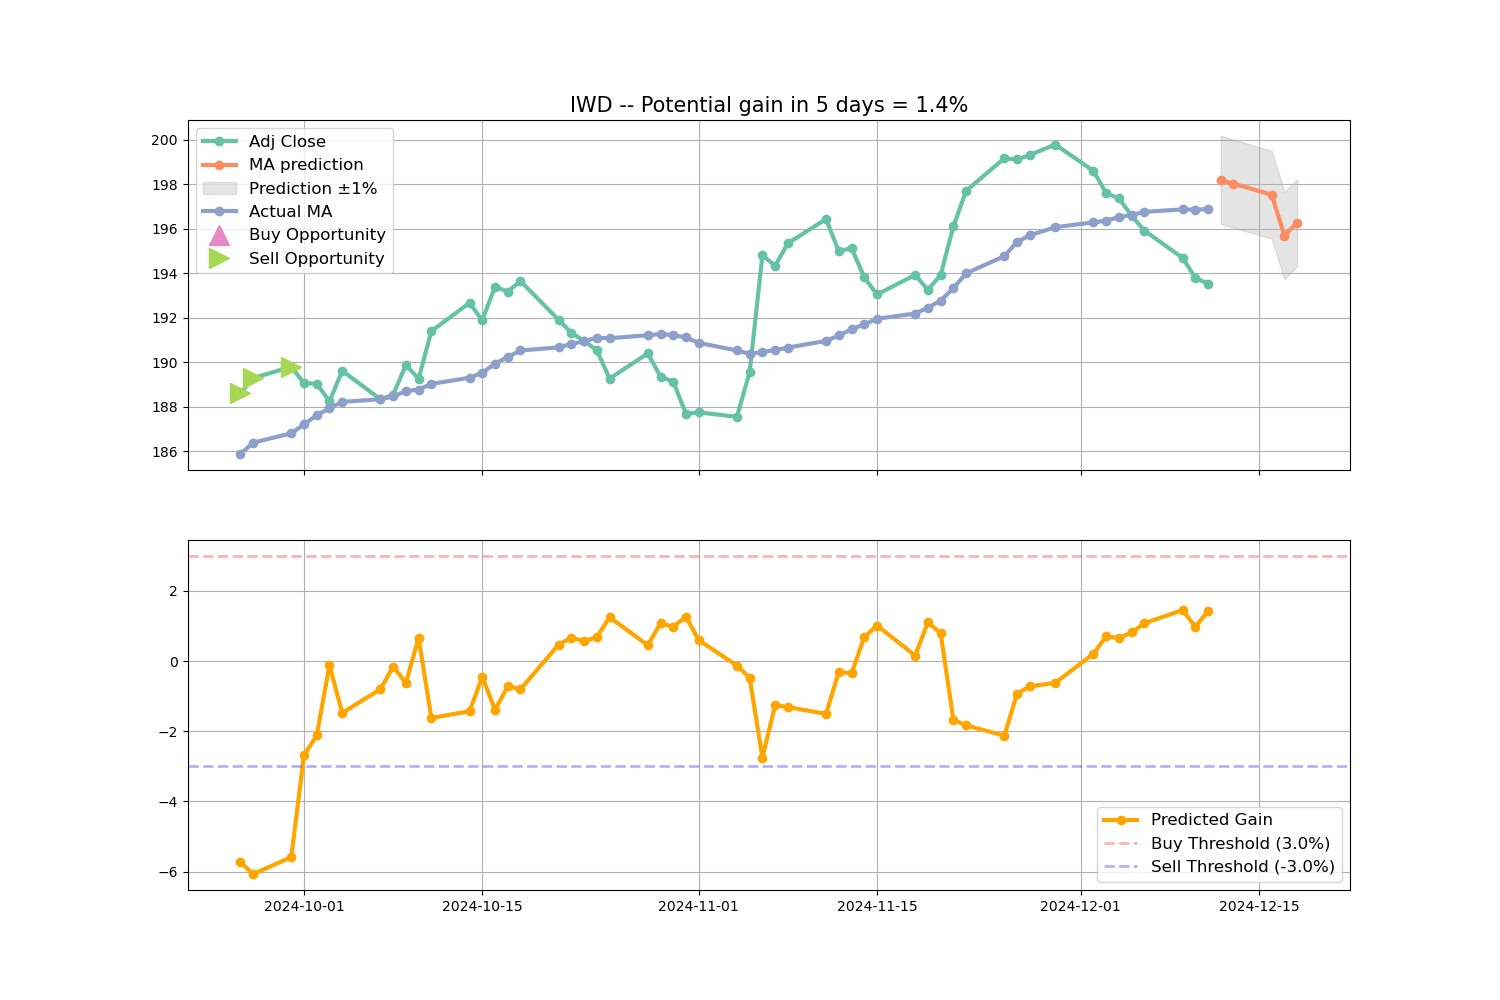 IWD -- Potential gain in 5 days = 1.4%
200
198
196
194
192
190
188
186
Adj Close
MA prediction
Prediction ±1%
Actual MA
Buy Opportunity
Sell Opportunity
2
0
−2
−4
−6
Predicted Gain
Buy Threshold (3.0%)
Sell Threshold (-3.0%)
2024-10-01
2024-10-15
2024-11-01
2024-11-15
2024-12-01
2024-12-15